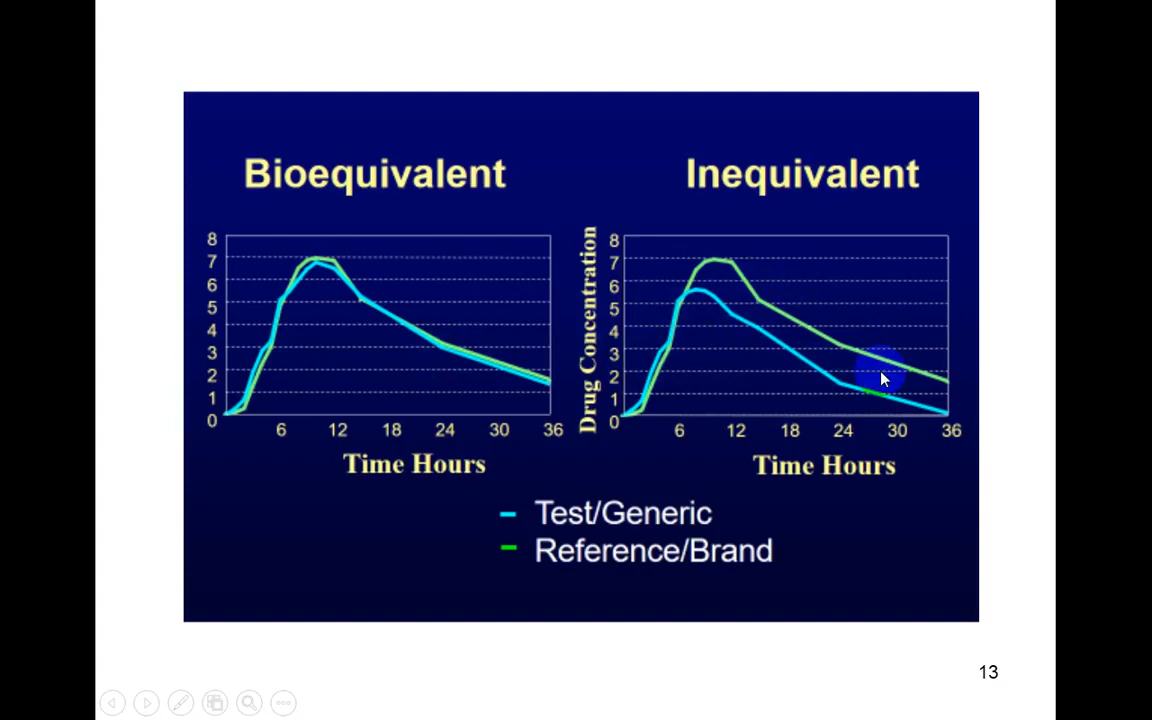 Bioequivalent
8
7
6
5
4
3
2
1
0
6 12 18 24 30 36
Time Hours
Inequivalent
Drug Concentration
8
7
6
5
4
3
2
1
0
6 12 18 24 30 36
Time Hours
Test/Generic
Reference/Brand
13